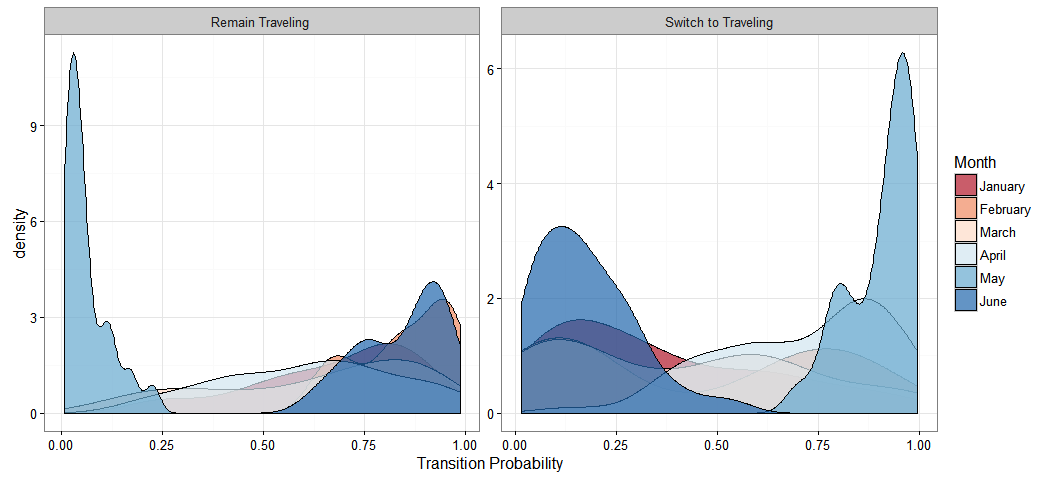 Remain Traveling
Switch to Traveling
density
9
6
3
0
6
4
2
0
0.00 0.25 0.50 0.75 1.00
0.00 0.25 0.50 0.75 1.00
Transition Probability
Month
January
February
March
April
May
June